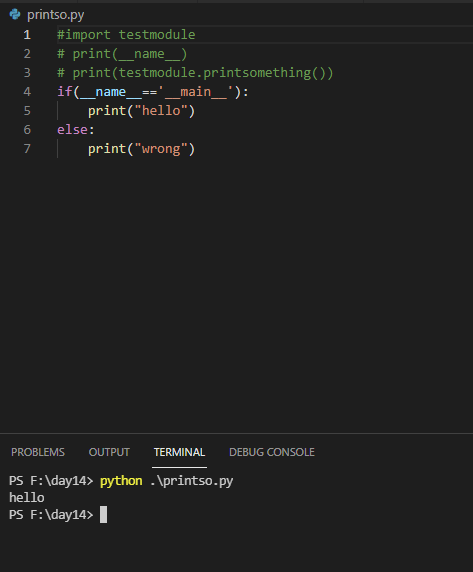 printso.py
1 #import testmodule
2 # print(__name__)
3 # print(testmodule.printsomething())
4 if(__name__=='__main__'):
5     print("hello")
6 else:
7     print("wrong")
PROBLEMS OUTPUT TERMINAL DEBUG CONSOLE
PS F:\day14> python .\printso.py
hello
PS F:\day14>